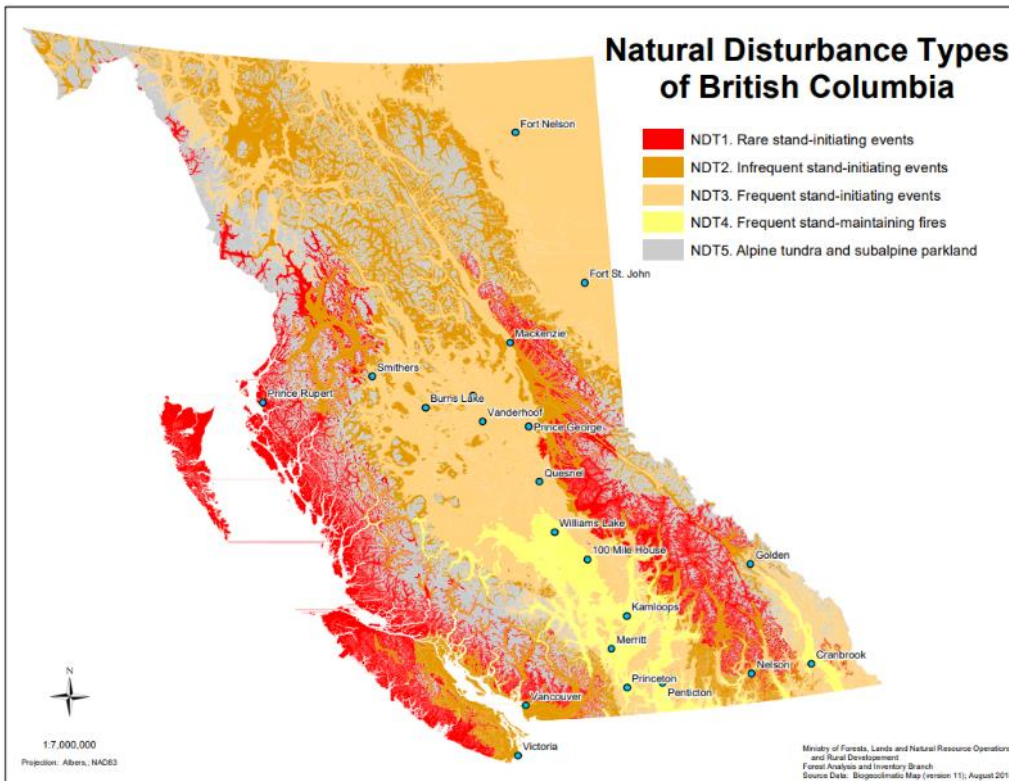 Natural Disturbance Types
of British Columbia
NDT1. Rare stand-initiating events
NDT2. Infrequent stand-initiating events
NDT3. Frequent stand-initiating events
NDT4. Frequent stand-maintaining fires
NDT5. Alpine tundra and subalpine parkland
Fort Nelson
Fort St. John
Mackenzie
Smithers
Prince Rupert
Burns Lake
Vanderhoof
Prince George
Quesnel
Williams Lake
100 Mile House
Golden
Kamloops
Merritt
Cranbrook
Nelson
Princeton
Penticton
Vancouver
Victoria
N
1:7,000,000
Projection: Albers,; NAD83
Ministry of Forests, Lands and Natural Resource Operations
and Rural Developement
Forest Analysis and Inventory Branch
Source Data: Biogeoclimatic Map (version 11); August 201